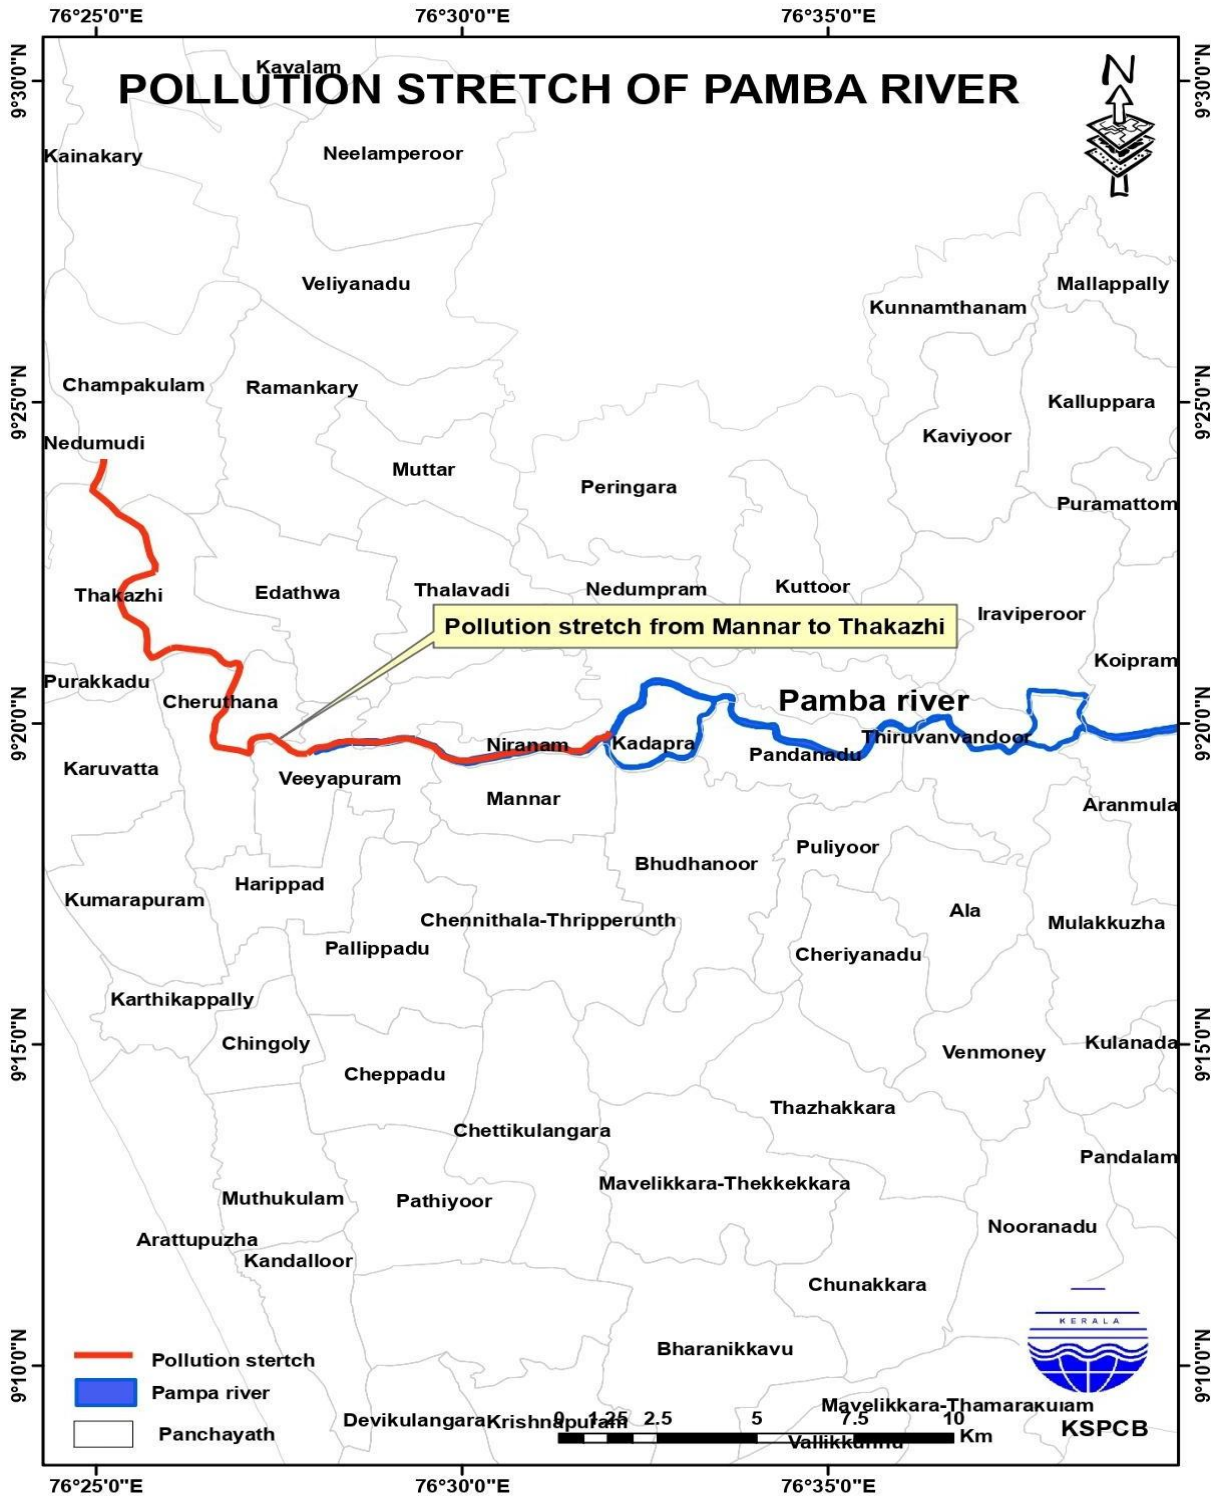 76°25'0"E 76°30'0"E 76°35'0"E
Kavalam
POLLUTION STRETCH OF PAMBA RIVER
N
9°30'0"N
9°30'0"N
Kainakary
Neelamperoor
Veliyanadu
Mallappally
Kunnamthanam
Champakulam
Ramankary
9°25'0"N
Kalluppara
9°25'0"N
Kaviyoor
Nedumudi
Muttar
Peringara
Puramattom
Thakazhi
Edathwa
Thalavadi
Nedumpram
Kuttoor
Iraviperoor
Pollution stretch from Mannar to Thakazhi
Koipram
Purakkadu
Cheruthana
Pamba river
9°20'0"N
9°20'0"N
Niranam
Kadapra
Thiruvanvandoor
Pandanadu
Karuvatta
Veeyapuram
Mannar
Aranmula
Puliyoor
Bhudhanoor
Harippad
Kumarapuram
Ala
Chennithala-Thripperunth
Mulakkuzha
Pallippadu
Cheriyanadu
Karthikappally
9°15'0"N
Chingoly
Venmoney
Kulanada
9°15'0"N
Cheppadu
Thazhakkara
Chettikulangara
Pandalam
Mavelikkara-Thekkekkara
Muthukulam
Pathiyoor
Nooranadu
Arattupuzha
Kandalloor
Chunakkara
KERALA
Bharanikkavu
9°10'0"N
9°10'0"N
Pollution stertch
Pampa river
Panchayath
Devikulangara
Krishnapuram
Mavelikkara-Thamarakulam
0 1.25 2.5 5 7.5 10
Km
Vallikkunnu
KSPCB
76°25'0"E 76°30'0"E 76°35'0"E